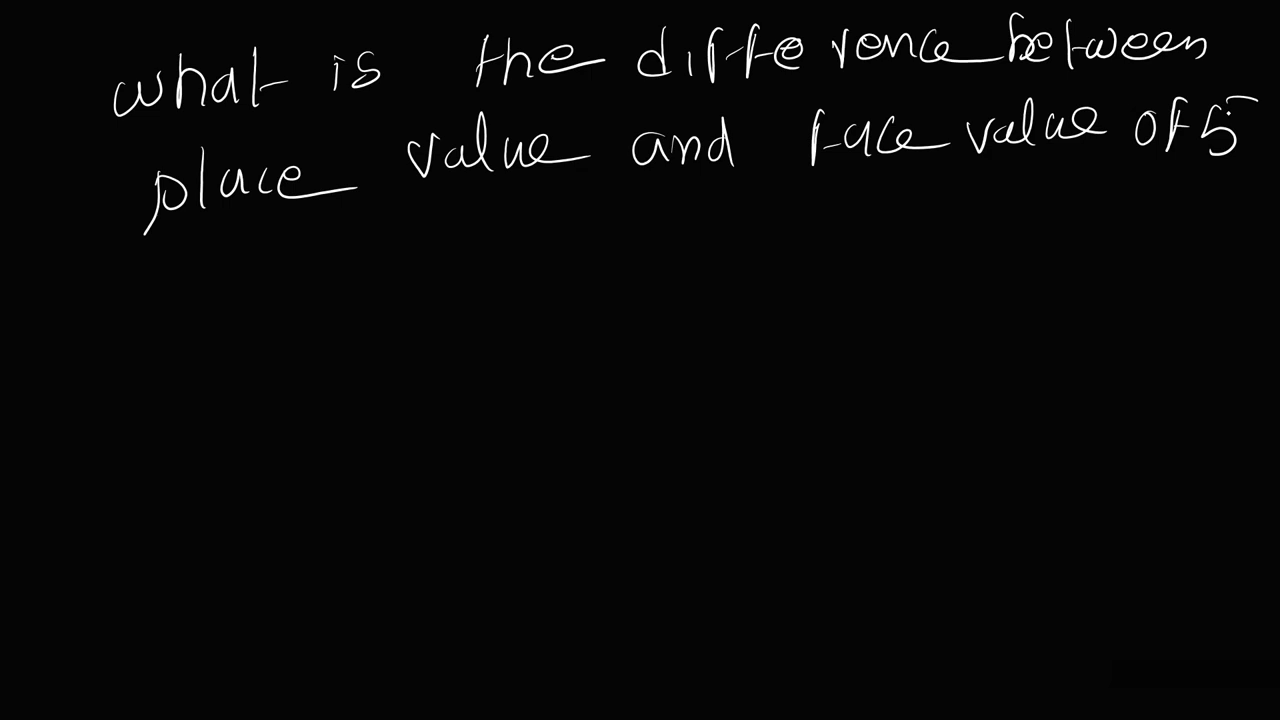 what is the difference between
place value and face value of 5